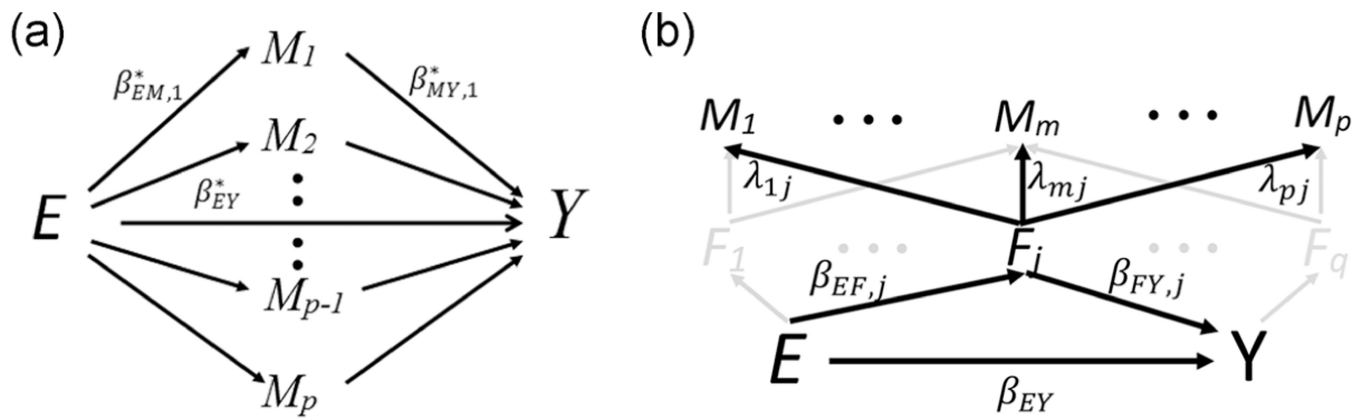 (a)
M₁
β*EM,1
β*MY,1
M₂
β*EY
E
Y
Mp-1
Mp
(b)
M₁ • • • Mm • • • Mp
λ1j λmj λpj
F₁ • • • Fj • • • Fq
βEF,j βFY,j
E Y
βEY